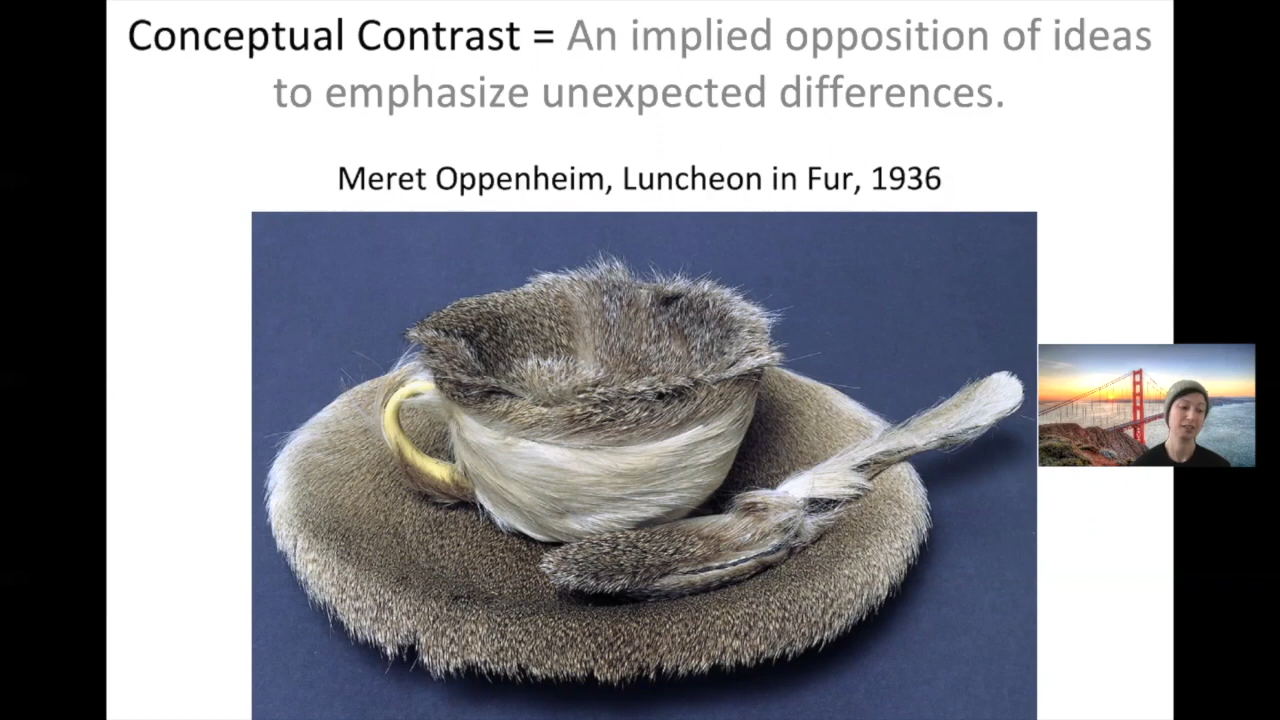 Conceptual Contrast = An implied opposition of ideas
to emphasize unexpected differences.
Meret Oppenheim, Luncheon in Fur, 1936